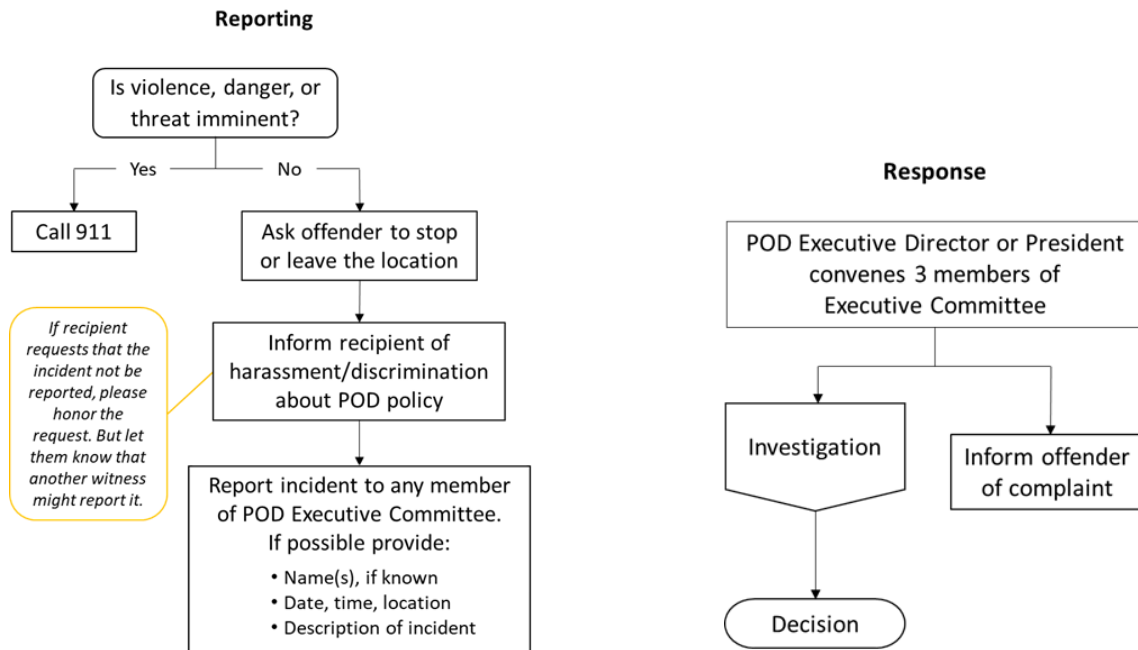 Reporting
Is violence, danger, or
threat imminent?
Yes
No
Call 911
Ask offender to stop
or leave the location
If recipient
requests that the
incident not be
reported, please
honor the
request. But let
them know that
another witness
might report it.
Inform recipient of
harassment/discrimination
about POD policy
Report incident to any member
of POD Executive Committee.
If possible provide:
• Name(s), if known
• Date, time, location
• Description of incident
Response
POD Executive Director or President
convenes 3 members of
Executive Committee
Investigation
Inform offender
of complaint
Decision